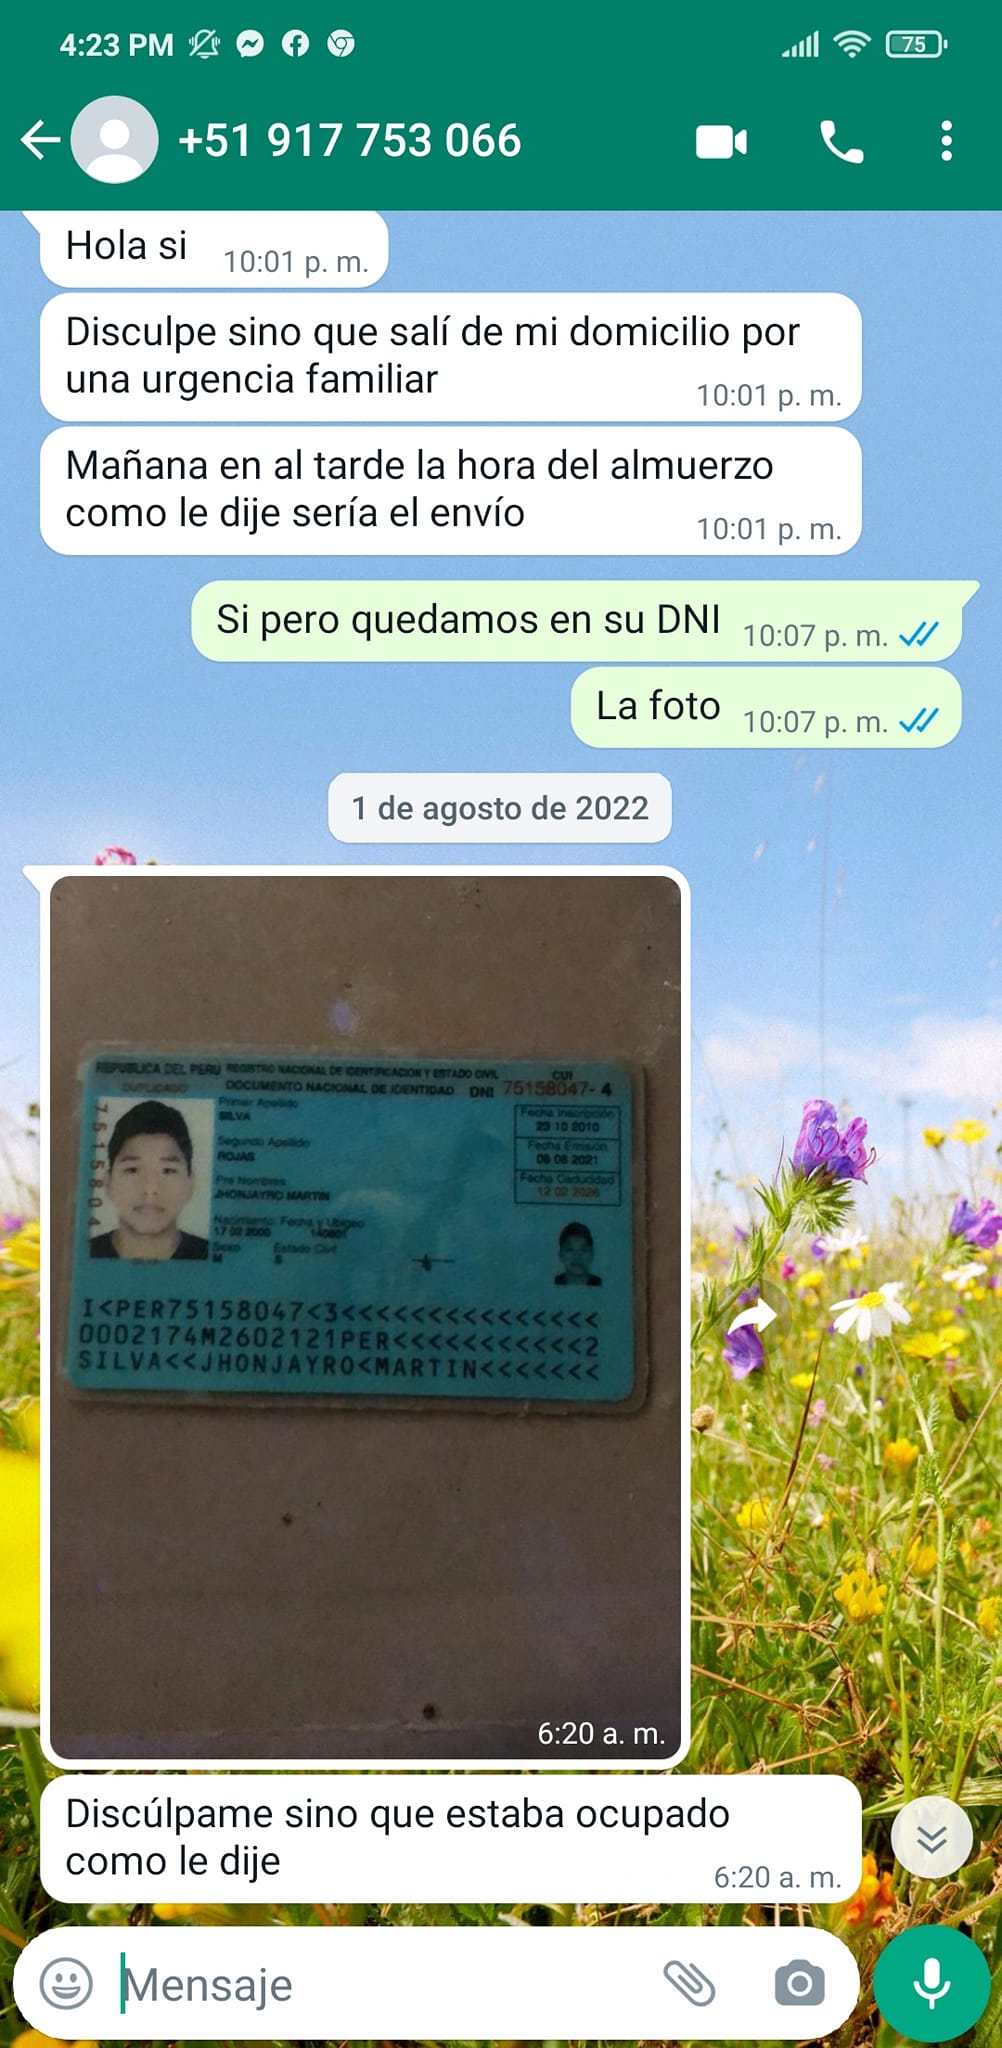 4:23 PM
75
+51 917 753 066
Hola si
10:01 p. m.
Disculpe sino que salí de mi domicilio por
una urgencia familiar
10:01 p. m.
Mañana en al tarde la hora del almuerzo
como le dije sería el envío
10:01 p. m.
Si pero quedamos en su DNI
10:07 p. m.
La foto
10:07 p. m.
1 de agosto de 2022
REPUBLICA DEL PERU REGISTRO NACIONAL DE IDENTIFICACION Y ESTADO CIVIL
CUI
DUPLICADO
DOCUMENTO NACIONAL DE IDENTIDAD DNI 75158047-4
Primer Apellido
SILVA
Segundo Apellido
ROJAS
Pre Nombres
JHONJAYRO MARTIN
Nacimiento: Fecha y Ubigeo
17 02 2000 140601
Sexo Estado Civil
M S
Fecha Inscripción
23 10 2010
Fecha Emisión
09 08 2021
Fecha Caducidad
12 02 2026
I<PER75158047<3<<<<<<<<<<<<<<<
0002174M2602121PER<<<<<<<<<<<2
SILVA<<JHONJAYRO<MARTIN<<<<<<<
6:20 a. m.
Discúlpame sino que estaba ocupado
como le dije
6:20 a. m.
Mensaje